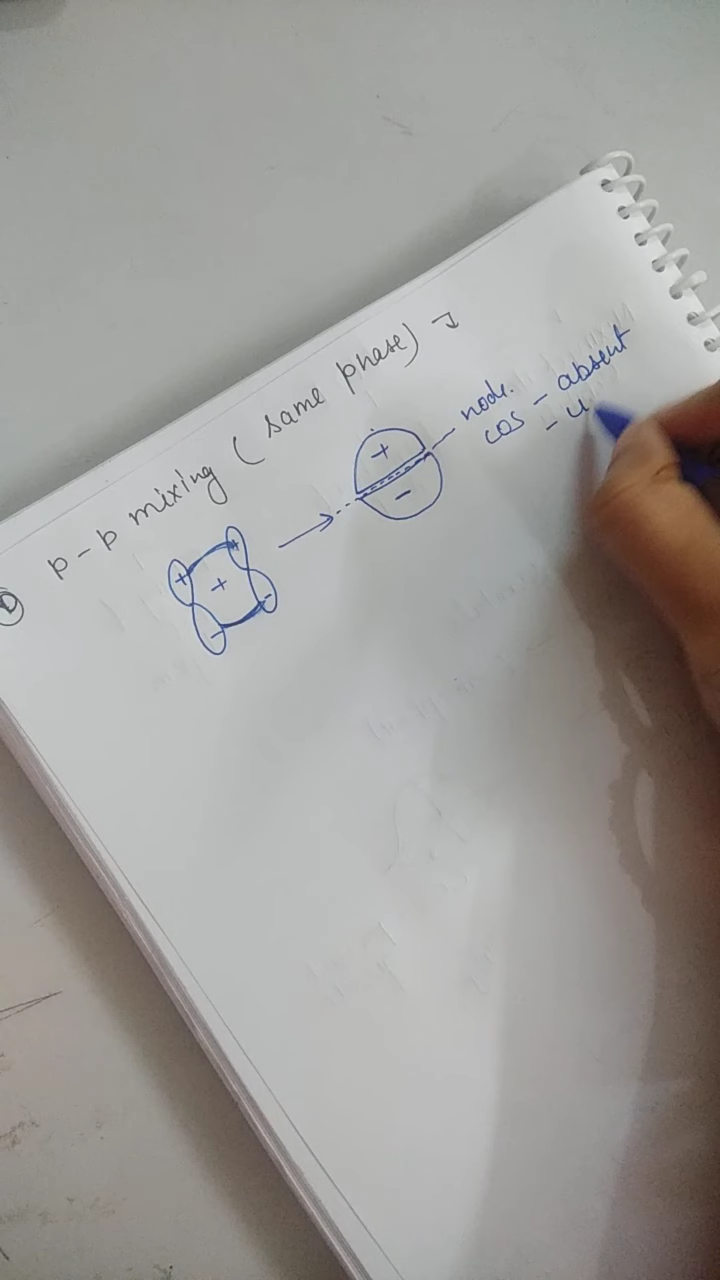 p-p mixing ( same phase) →
+ + + - -
+ -
node.
cos - absent
- u